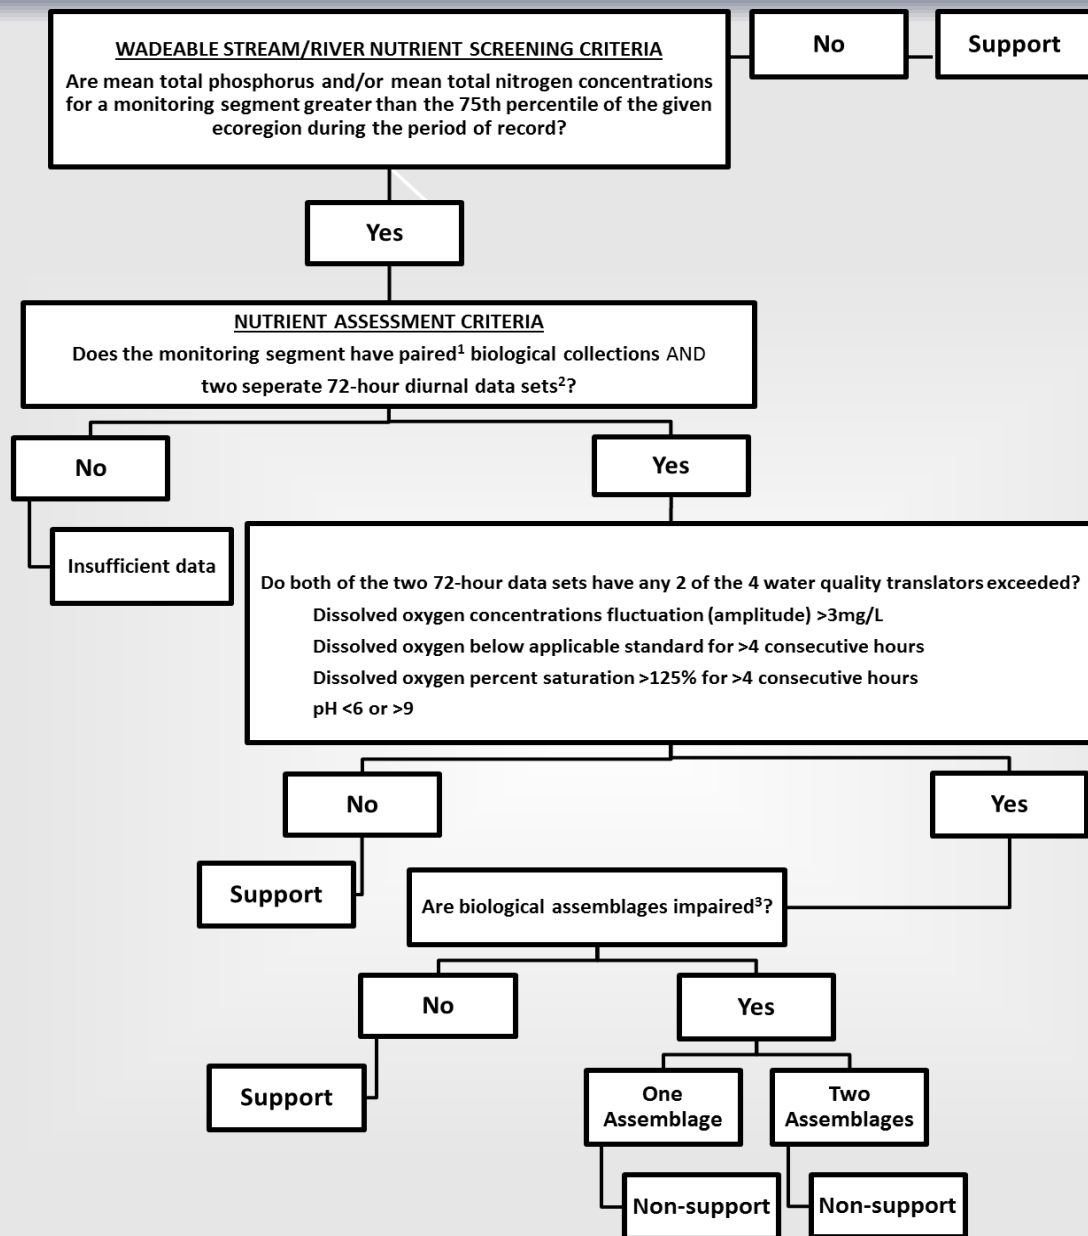 WADEABLE STREAM/RIVER NUTRIENT SCREENING CRITERIA
Are mean total phosphorus and/or mean total nitrogen concentrations
for a monitoring segment greater than the 75th percentile of the given
ecoregion during the period of record?
No
Support
Yes
NUTRIENT ASSESSMENT CRITERIA
Does the monitoring segment have paired¹ biological collections AND
two seperate 72-hour diurnal data sets²?
No
Yes
Insufficient data
Do both of the two 72-hour data sets have any 2 of the 4 water quality translators exceeded?
Dissolved oxygen concentrations fluctuation (amplitude) >3mg/L
Dissolved oxygen below applicable standard for >4 consecutive hours
Dissolved oxygen percent saturation >125% for >4 consecutive hours
pH <6 or >9
No
Yes
Support
Are biological assemblages impaired³?
No
Yes
Support
One
Assemblage
Two
Assemblages
Non-support
Non-support